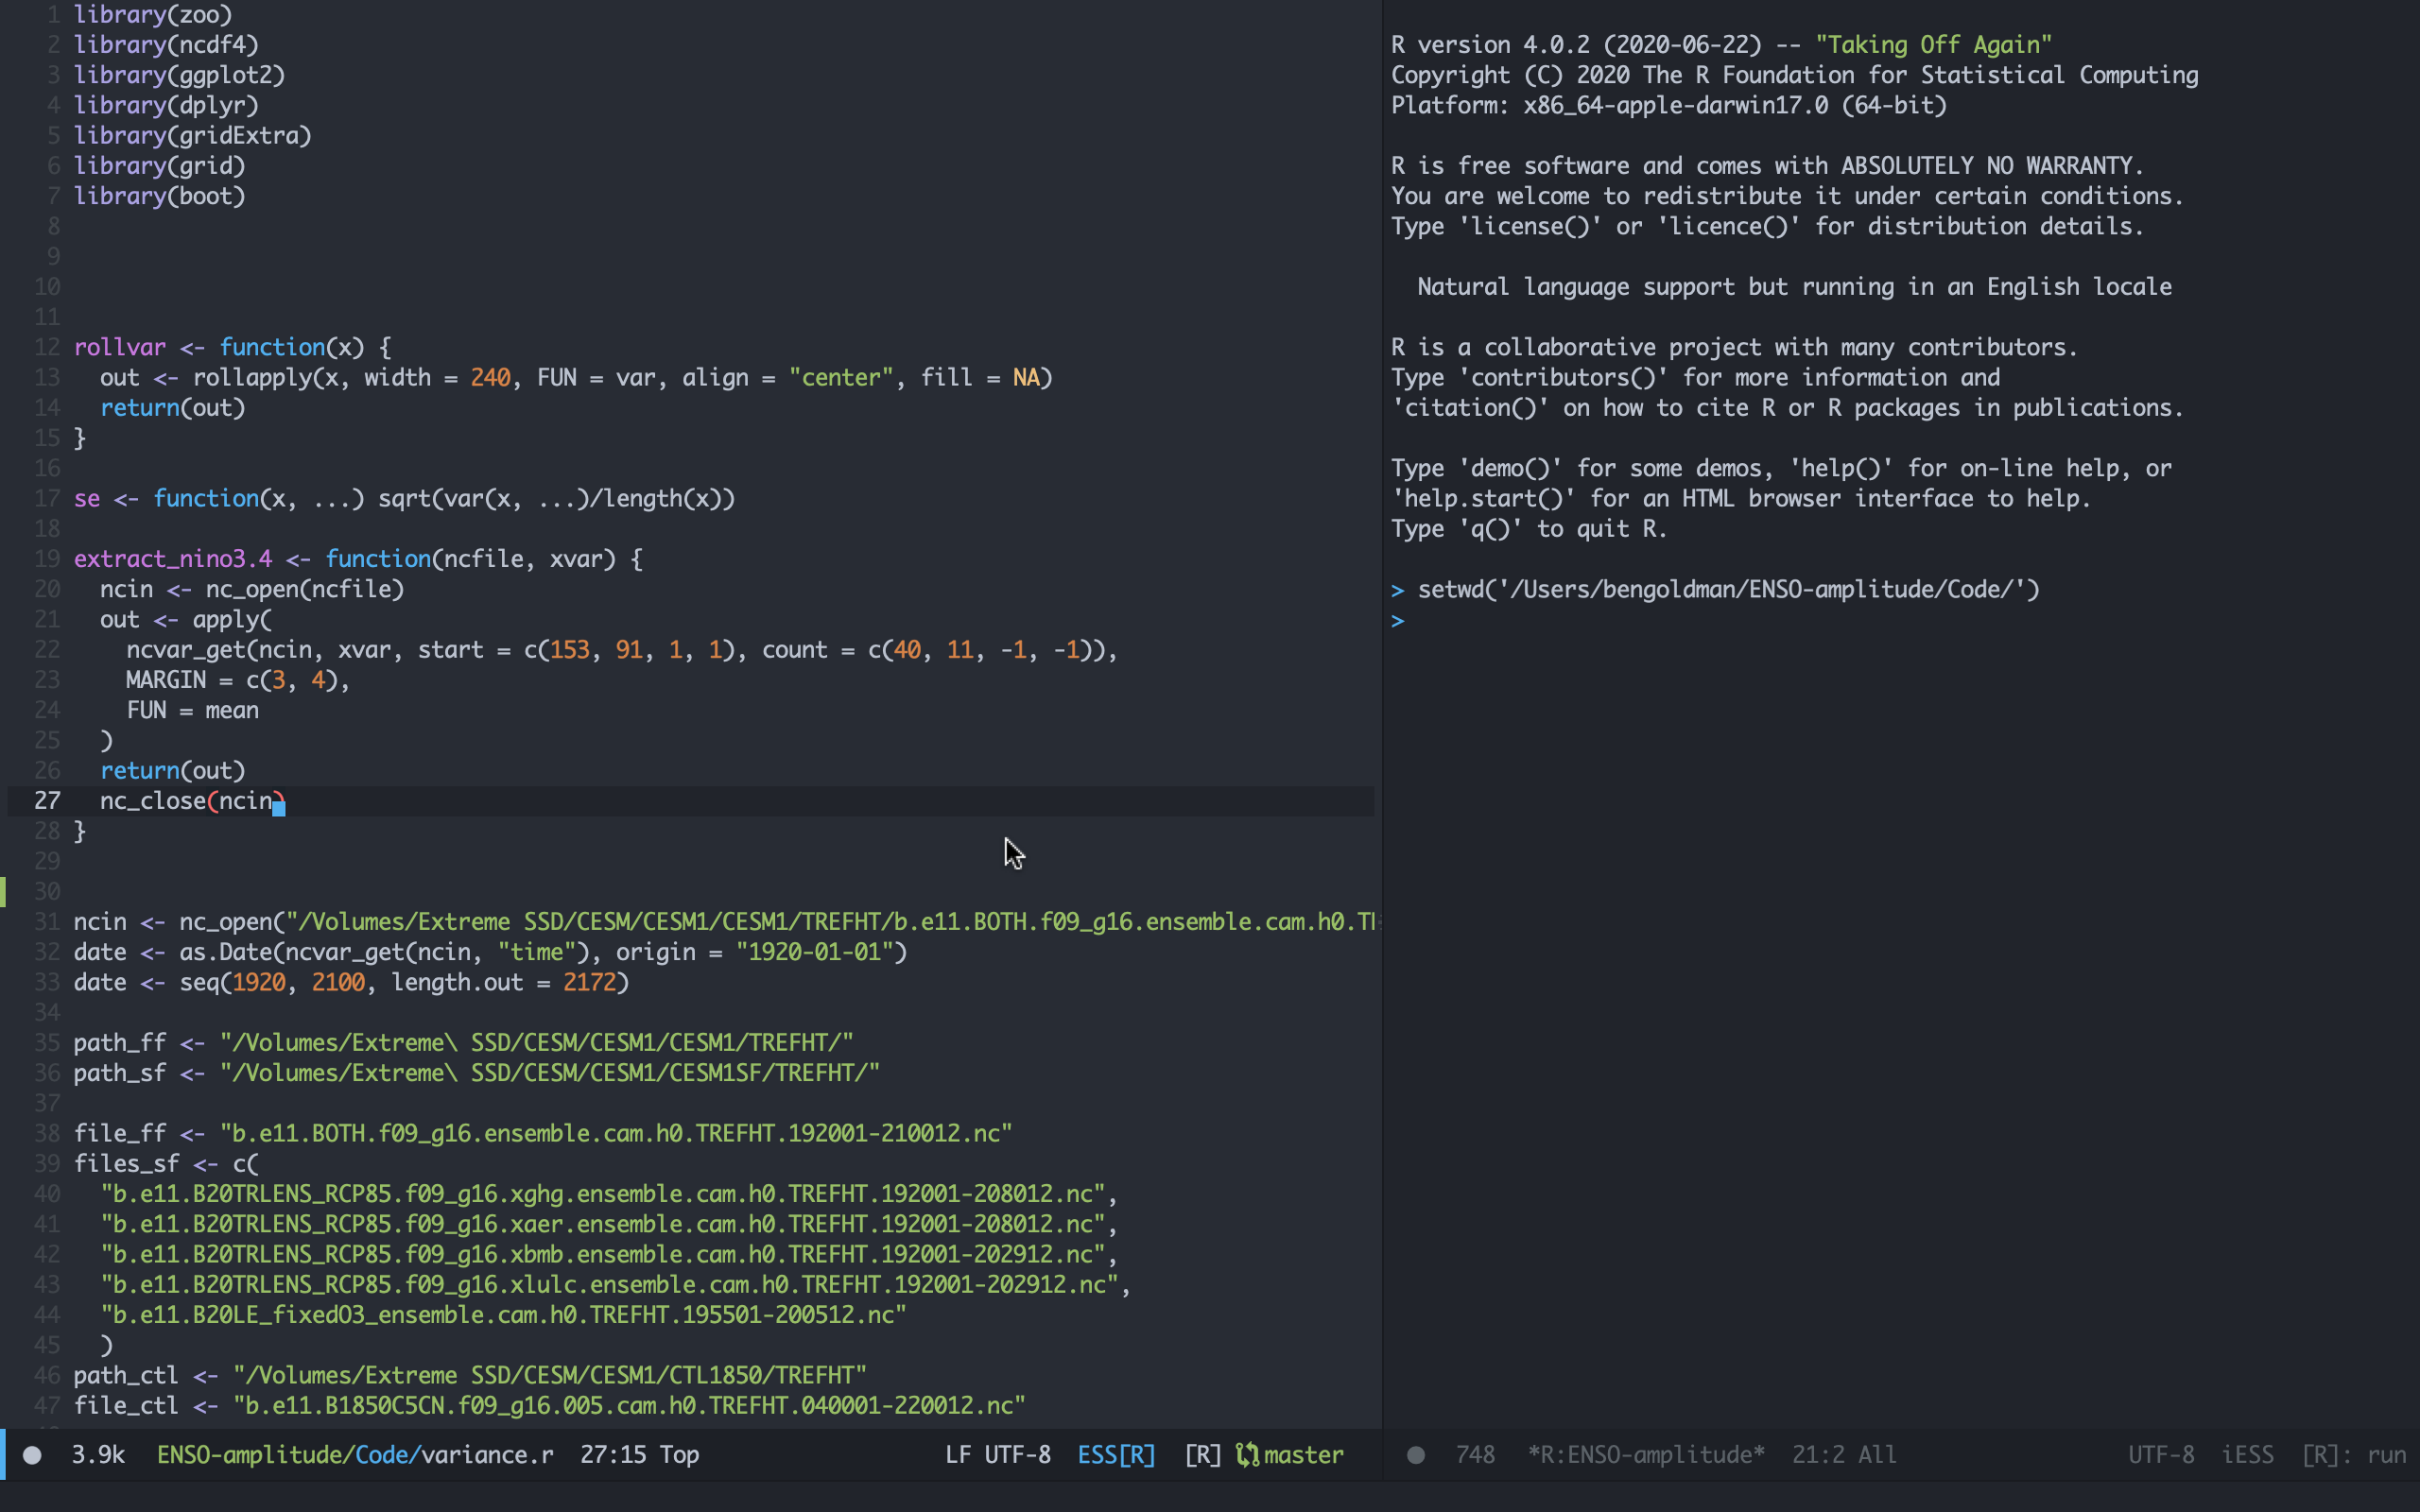 1 library(zoo)
2 library(ncdf4)
3 library(ggplot2)
4 library(dplyr)
5 library(gridExtra)
6 library(grid)
7 library(boot)
8
9
10
11
12 rollvar <- function(x) {
13   out <- rollapply(x, width = 240, FUN = var, align = "center", fill = NA)
14   return(out)
15 }
16
17 se <- function(x, ...) sqrt(var(x, ...)/length(x))
18
19 extract_nino3.4 <- function(ncfile, xvar) {
20   ncin <- nc_open(ncfile)
21   out <- apply(
22     ncvar_get(ncin, xvar, start = c(153, 91, 1, 1), count = c(40, 11, -1, -1)),
23     MARGIN = c(3, 4),
24     FUN = mean
25   )
26   return(out)
27   nc_close(ncin)
28 }
29
30
31 ncin <- nc_open("/Volumes/Extreme SSD/CESM/CESM1/CESM1/TREFHT/b.e11.BOTH.f09_g16.ensemble.cam.h0.T
32 date <- as.Date(ncvar_get(ncin, "time"), origin = "1920-01-01")
33 date <- seq(1920, 2100, length.out = 2172)
34
35 path_ff <- "/Volumes/Extreme\ SSD/CESM/CESM1/CESM1/TREFHT/"
36 path_sf <- "/Volumes/Extreme\ SSD/CESM/CESM1/CESM1SF/TREFHT/"
37
38 file_ff <- "b.e11.BOTH.f09_g16.ensemble.cam.h0.TREFHT.192001-210012.nc"
39 files_sf <- c(
40   "b.e11.B20TRLENS_RCP85.f09_g16.xghg.ensemble.cam.h0.TREFHT.192001-208012.nc",
41   "b.e11.B20TRLENS_RCP85.f09_g16.xaer.ensemble.cam.h0.TREFHT.192001-208012.nc",
42   "b.e11.B20TRLENS_RCP85.f09_g16.xbmb.ensemble.cam.h0.TREFHT.192001-202912.nc",
43   "b.e11.B20TRLENS_RCP85.f09_g16.xlulc.ensemble.cam.h0.TREFHT.192001-202912.nc",
44   "b.e11.B20LE_fixedO3_ensemble.cam.h0.TREFHT.195501-200512.nc"
45   )
46 path_ctl <- "/Volumes/Extreme SSD/CESM/CESM1/CTL1850/TREFHT"
47 file_ctl <- "b.e11.B1850C5CN.f09_g16.005.cam.h0.TREFHT.040001-220012.nc"
3.9k ENSO-amplitude/Code/variance.r 27:15 Top LF UTF-8 ESS[R] [R] master
R version 4.0.2 (2020-06-22) -- "Taking Off Again"
Copyright (C) 2020 The R Foundation for Statistical Computing
Platform: x86_64-apple-darwin17.0 (64-bit)
R is free software and comes with ABSOLUTELY NO WARRANTY.
You are welcome to redistribute it under certain conditions.
Type 'license()' or 'licence()' for distribution details.
Natural language support but running in an English locale
R is a collaborative project with many contributors.
Type 'contributors()' for more information and
'citation()' on how to cite R or R packages in publications.
Type 'demo()' for some demos, 'help()' for on-line help, or
'help.start()' for an HTML browser interface to help.
Type 'q()' to quit R.
> setwd('/Users/bengoldman/ENSO-amplitude/Code/')
>
748 *R:ENSO-amplitude* 21:2 All UTF-8 iESS [R]: run